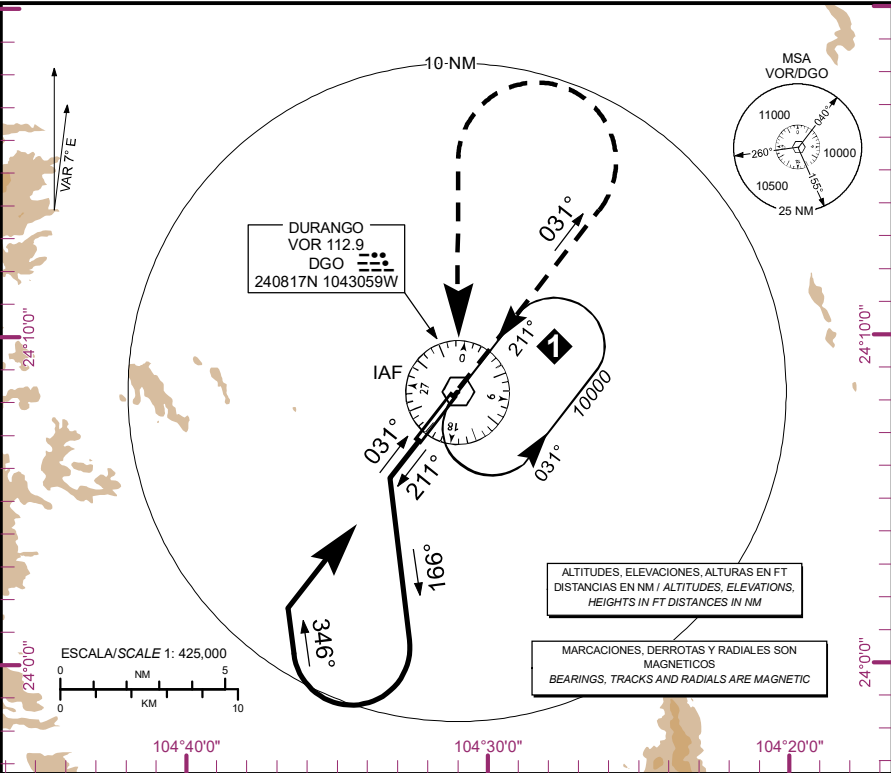 10 NM
MSA
VOR/DGO
11000
040°
10000
260°
10500
155°
25 NM
VAR 7° E
DURANGO
VOR 112.9
DGO
240817N 1043059W
031°
24°10'0"
24°10'0"
211°
1
IAF
0
27
9
18
10000
031°
211°
031°
166°
346°
ALTITUDES, ELEVACIONES, ALTURAS EN FT
DISTANCIAS EN NM / ALTITUDES, ELEVATIONS,
HEIGHTS IN FT DISTANCES IN NM
MARCACIONES, DERROTAS Y RADIALES SON
MAGNETICOS
BEARINGS, TRACKS AND RADIALS ARE MAGNETIC
ESCALA/SCALE 1: 425,000
0 NM 5
0 KM 10
24°0'0"
24°0'0"
104°40'0"
104°30'0"
104°20'0"